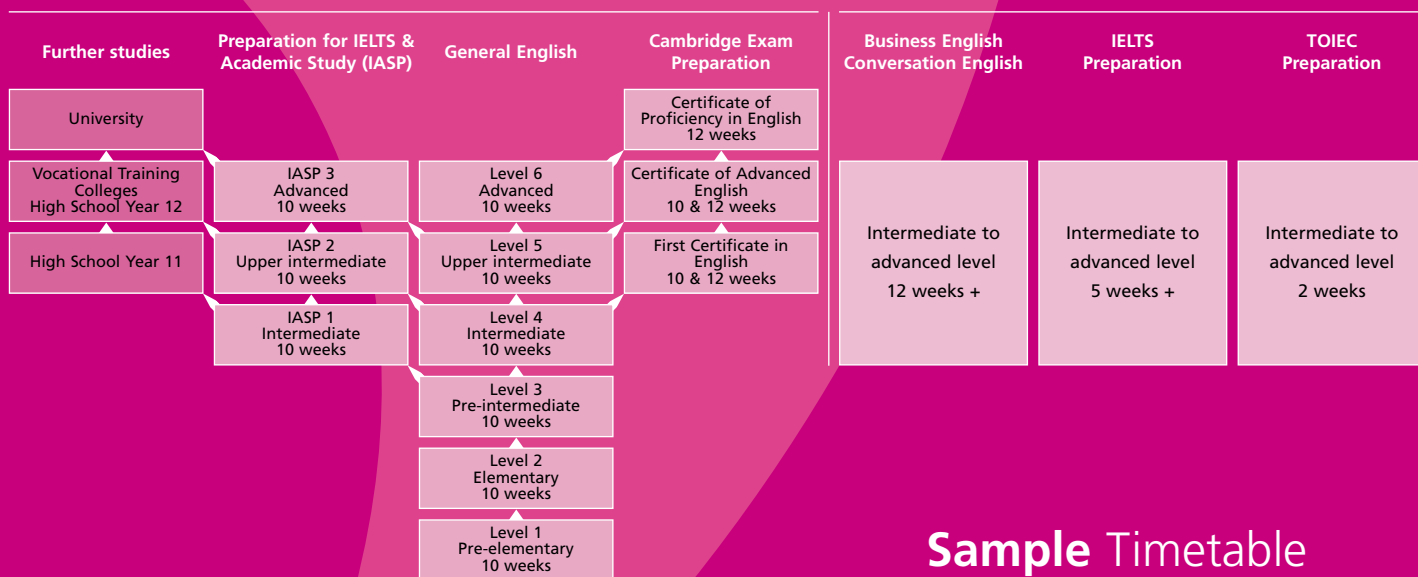 Further studies
Preparation for IELTS &
Academic Study (IASP)
General English
Cambridge Exam
Preparation
Business English
Conversation English
IELTS
Preparation
TOIEC
Preparation
University
Certificate of
Proficiency in English
12 weeks
Vocational Training
Colleges
High School Year 12
IASP 3
Advanced
10 weeks
Level 6
Advanced
10 weeks
Certificate of Advanced
English
10 & 12 weeks
High School Year 11
IASP 2
Upper intermediate
10 weeks
Level 5
Upper intermediate
10 weeks
First Certificate in
English
10 & 12 weeks
Intermediate to
advanced level
12 weeks +
Intermediate to
advanced level
5 weeks +
Intermediate to
advanced level
2 weeks
IASP 1
Intermediate
10 weeks
Level 4
Intermediate
10 weeks
Level 3
Pre-intermediate
10 weeks
Level 2
Elementary
10 weeks
Level 1
Pre-elementary
10 weeks
Sample Timetable